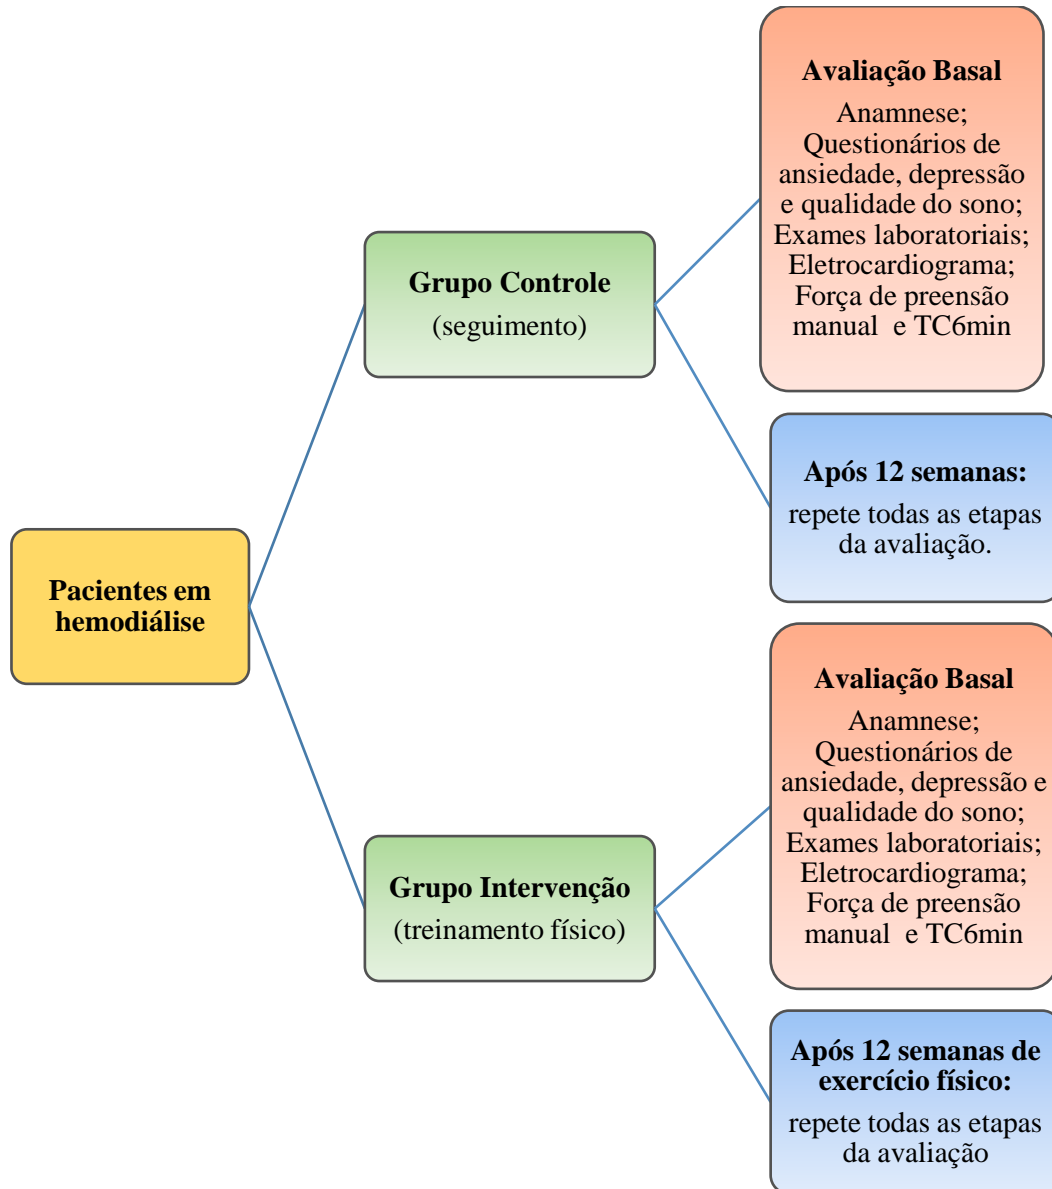 Pacientes em
hemodiálise
Grupo Controle
(seguimento)
Avaliação Basal
Anamnese;
Questionários de
ansiedade, depressão
e qualidade do sono;
Exames laboratoriais;
Eletrocardiograma;
Força de preensão
manual e TC6min
Após 12 semanas:
repete todas as etapas
da avaliação.
Grupo Intervenção
(treinamento físico)
Avaliação Basal
Anamnese;
Questionários de
ansiedade, depressão e
qualidade do sono;
Exames laboratoriais;
Eletrocardiograma;
Força de preensão
manual e TC6min
Após 12 semanas de
exercício físico:
repete todas as etapas
da avaliação